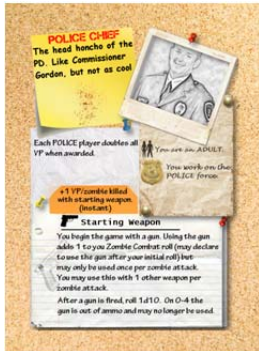 POLICE CHIEF
The head honcho of the
PD. Like Commissioner
Gordon, but not as cool
Each POLICE player doubles all
VP when awarded.
You are an ADULT.
You work on the
POLICE force.
+1 VP/zombie killed
with starting weapon.
(instant)
Starting Weapon
You begin the game with a gun. Using the gun
adds 1 to you Zombie Combat roll (may declare
to use the gun after your initial roll) but
may only be used once per zombie attack.
You may use this with 1 other weapon per
zombie attack.
After a gun is fired, roll 1d10. On 0-4 the
gun is out of ammo and may no longer be used.